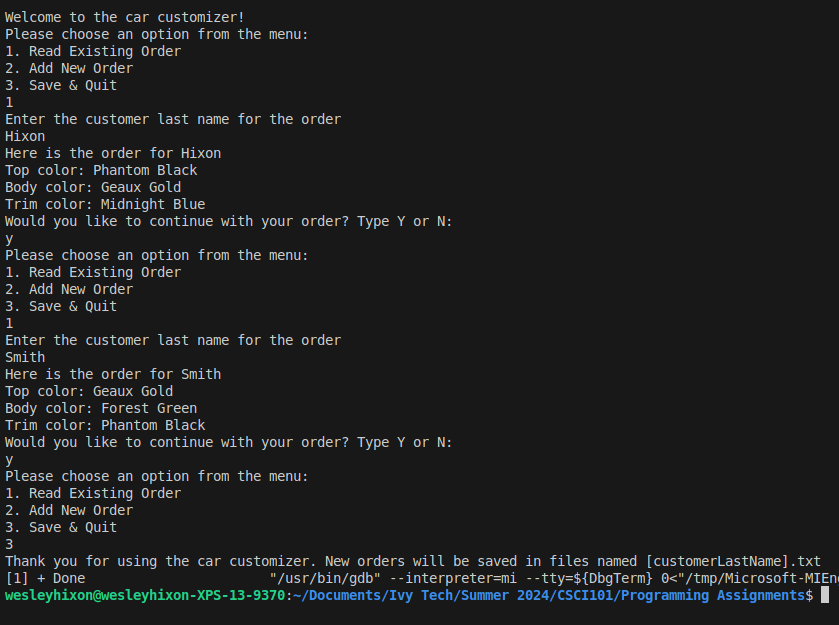 Welcome to the car customizer!
Please choose an option from the menu:
1. Read Existing Order
2. Add New Order
3. Save & Quit
1
Enter the customer last name for the order
Hixon
Here is the order for Hixon
Top color: Phantom Black
Body color: Geaux Gold
Trim color: Midnight Blue
Would you like to continue with your order? Type Y or N:
y
Please choose an option from the menu:
1. Read Existing Order
2. Add New Order
3. Save & Quit
1
Enter the customer last name for the order
Smith
Here is the order for Smith
Top color: Geaux Gold
Body color: Forest Green
Trim color: Phantom Black
Would you like to continue with your order? Type Y or N:
y
Please choose an option from the menu:
1. Read Existing Order
2. Add New Order
3. Save & Quit
3
Thank you for using the car customizer. New orders will be saved in files named [customerLastName].txt
[1] + Done                       "/usr/bin/gdb" --interpreter=mi --tty=${DbgTerm} 0<"/tmp/Microsoft-MIEn
wesleyhixon@wesleyhixon-XPS-13-9370:~/Documents/Ivy Tech/Summer 2024/CSCI101/Programming Assignments$